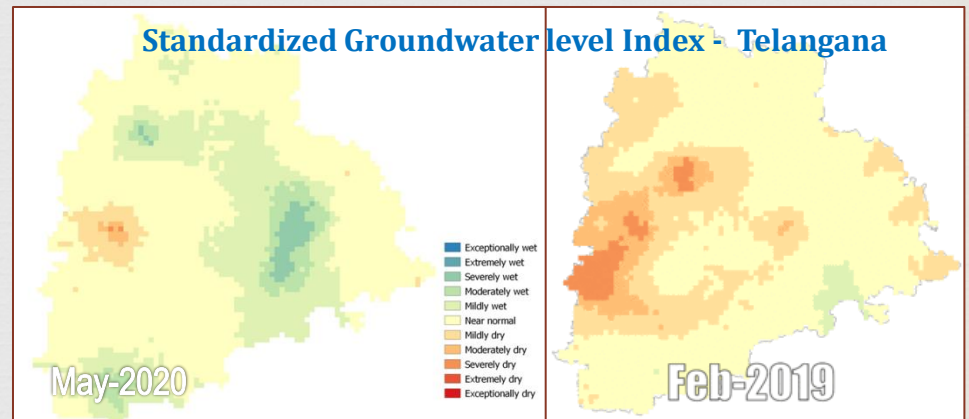 Standardized Groundwater level Index - Telangana
Exceptionally wet
Extremely wet
Severely wet
Moderately wet
Mildly wet
Near normal
Mildly dry
Moderately dry
Severely dry
Extremely dry
Exceptionally dry
May-2020
Feb-2019